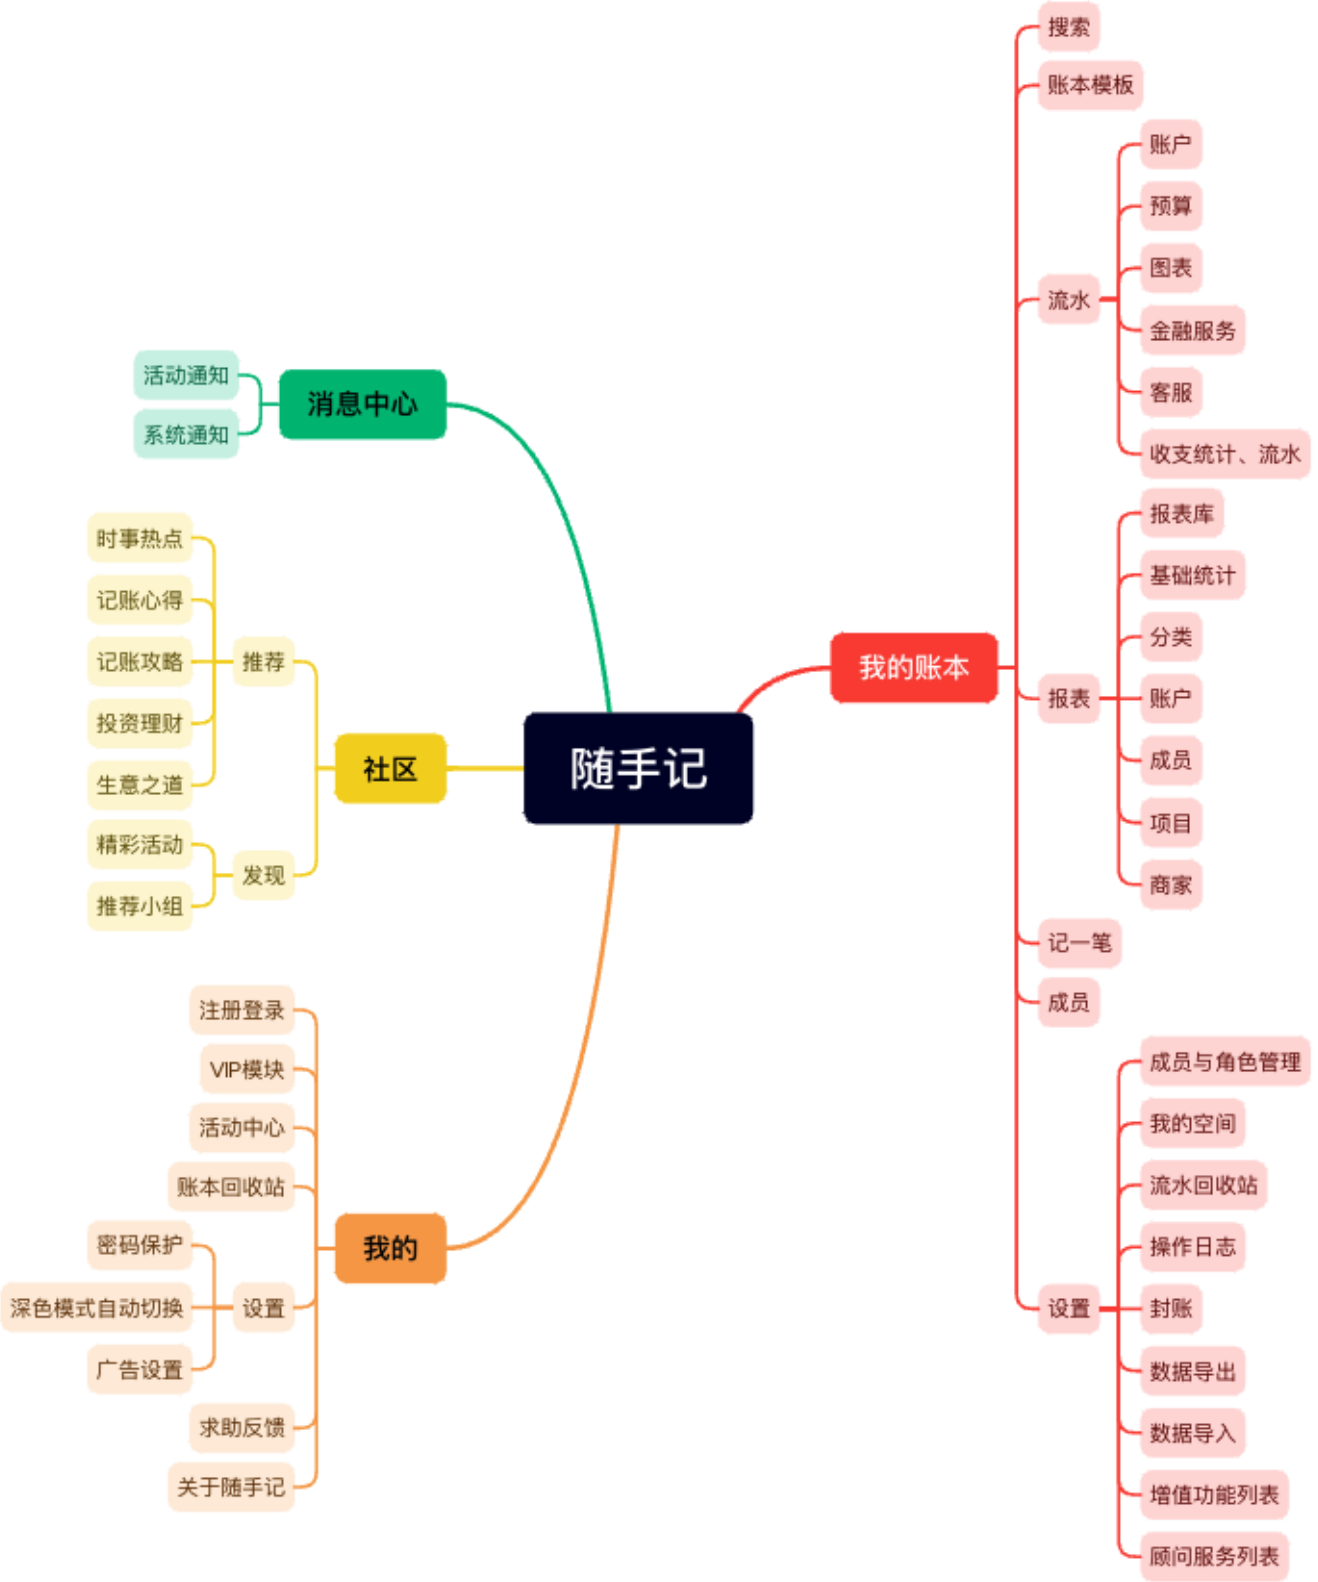 随手记
我的账本
搜索
账本模板
流水
账户
预算
图表
金融服务
客服
收支统计、流水
报表
报表库
基础统计
分类
账户
成员
项目
商家
记一笔
成员
设置
成员与角色管理
我的空间
流水回收站
操作日志
封账
数据导出
数据导入
增值功能列表
顾问服务列表
消息中心
活动通知
系统通知
社区
推荐
时事热点
记账心得
记账攻略
投资理财
生意之道
发现
精彩活动
推荐小组
我的
注册登录
VIP模块
活动中心
账本回收站
设置
密码保护
深色模式自动切换
广告设置
求助反馈
关于随手记